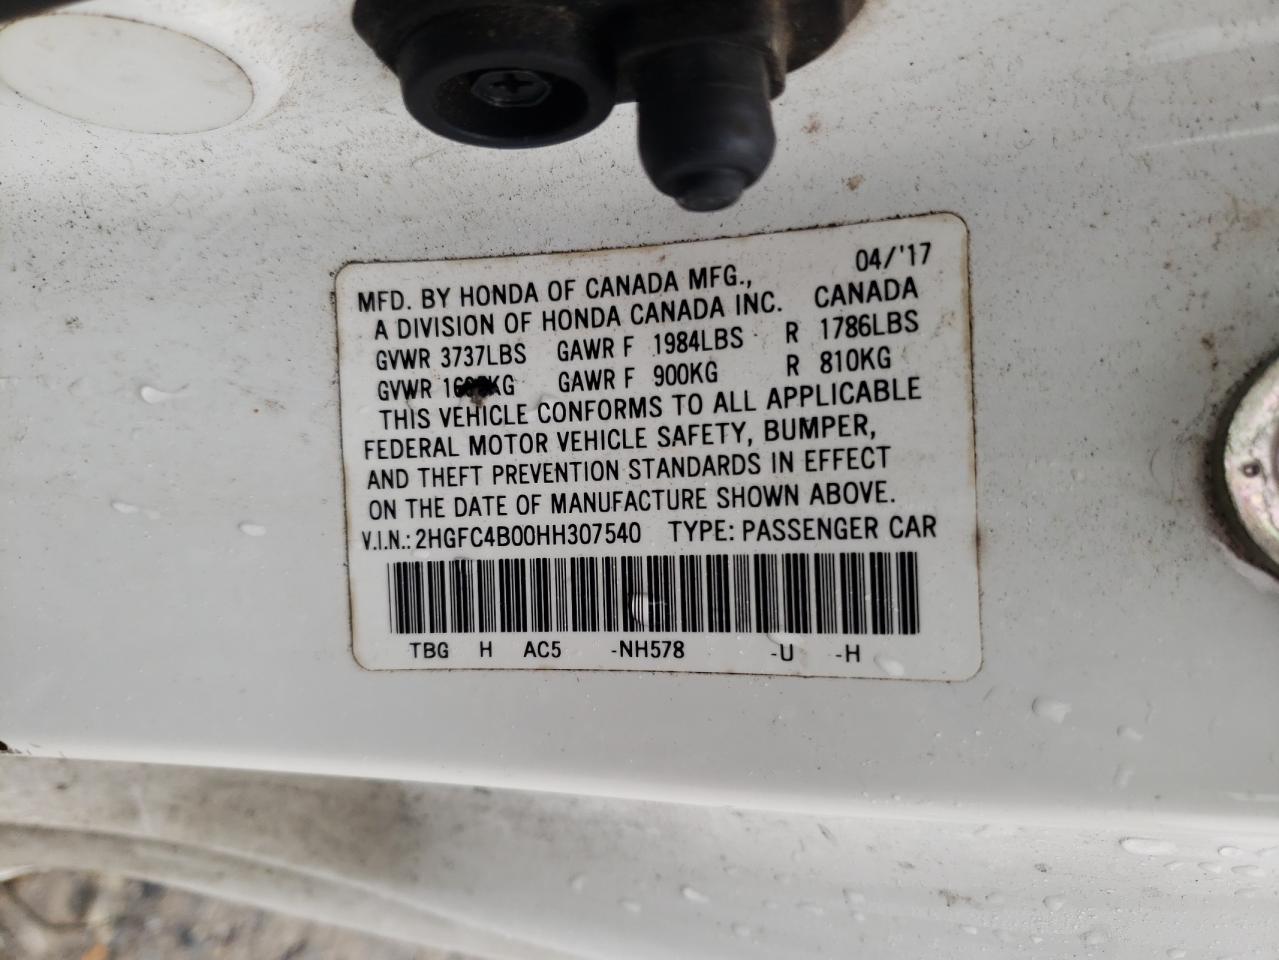 04/'17
MFD. BY HONDA OF CANADA MFG.,
A DIVISION OF HONDA CANADA INC. CANADA
GVWR 3737LBS GAWR F 1984LBS R 1786LBS
GVWR GAWR F 900KG R 810KG
THIS VEHICLE CONFORMS TO ALL APPLICABLE
FEDERAL MOTOR VEHICLE SAFETY, BUMPER,
AND THEFT PREVENTION STANDARDS IN EFFECT
ON THE DATE OF MANUFACTURE SHOWN ABOVE.
V.I.N.: 2HGFC4B00HH307540 TYPE: PASSENGER CAR
TBG H AC5 -NH578 -U -H